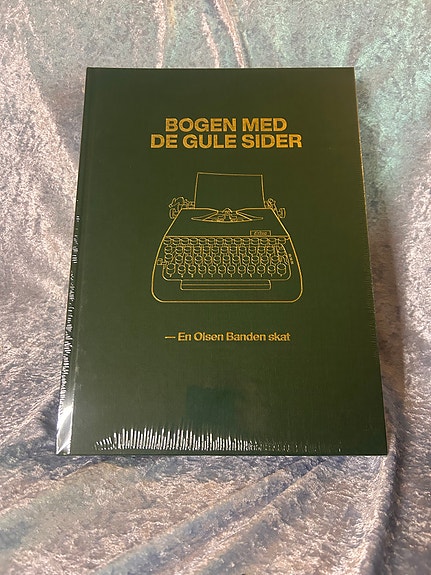 BOGEN MED
DE GULE SIDER
— En Olsen Banden skat